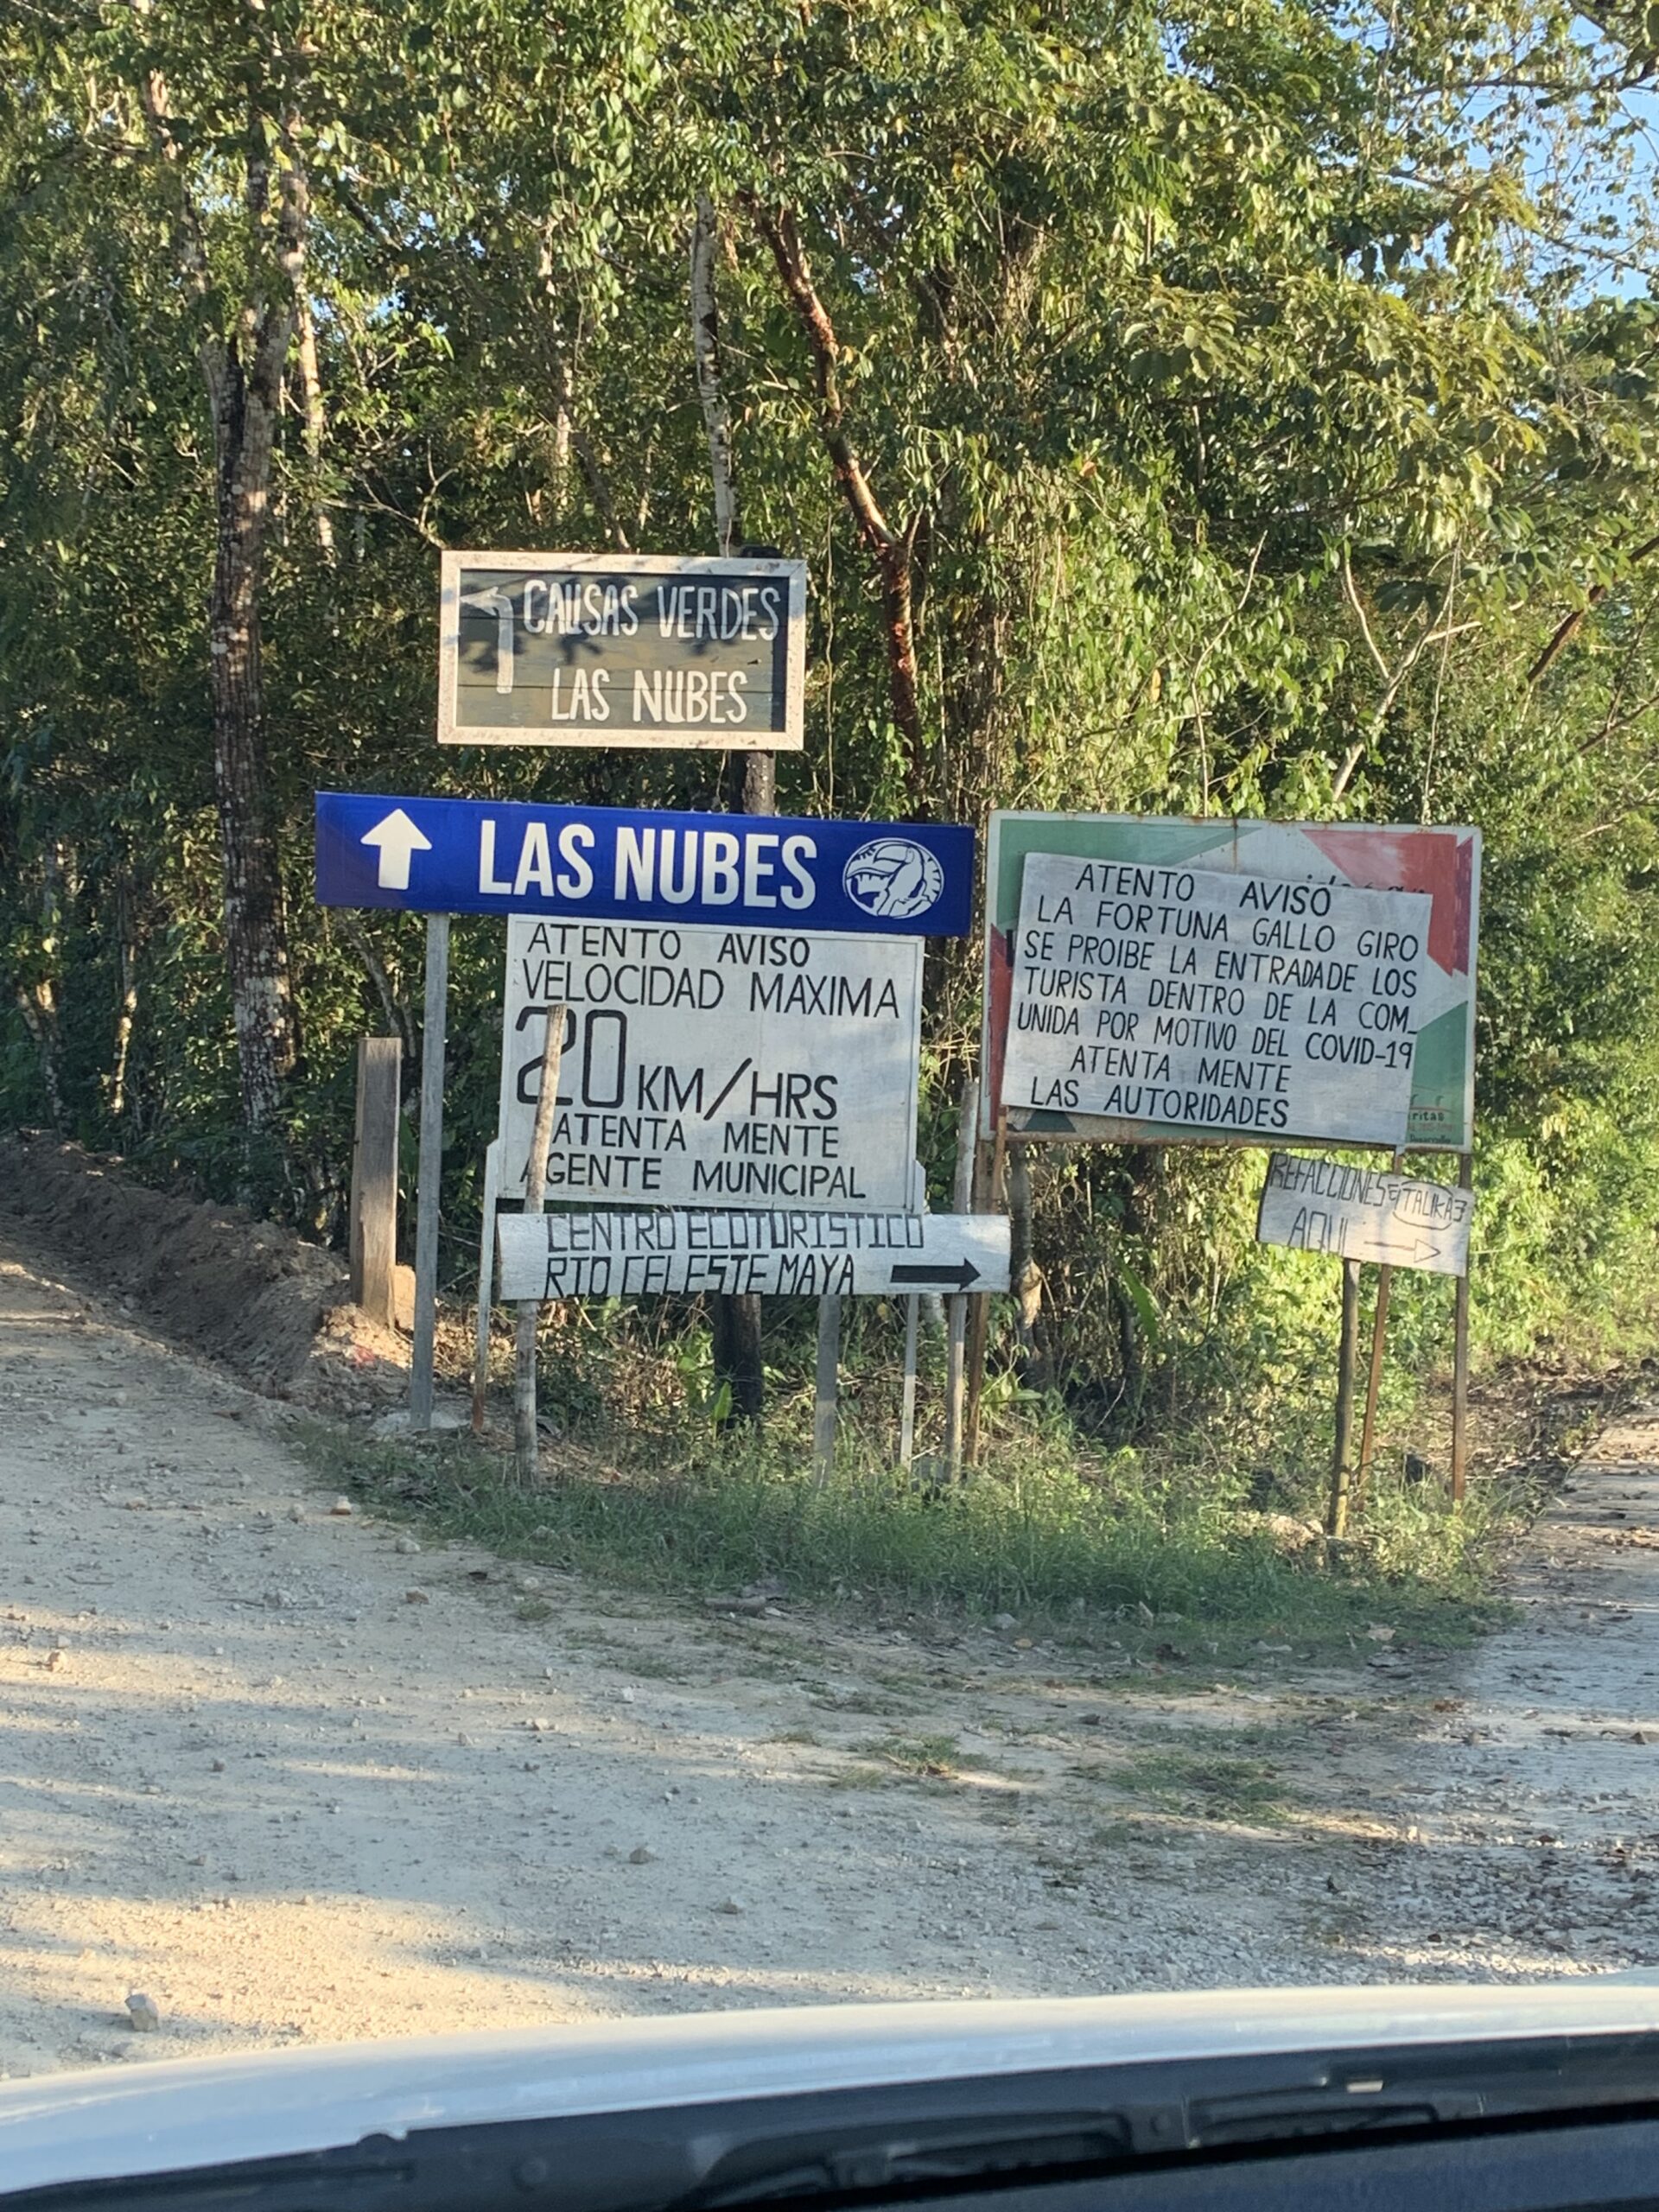 CAUSAS VERDES
LAS NUBES
LAS NUBES
ATENTO AVISO
VELOCIDAD MAXIMA
20 KM/HRS
ATENTA MENTE
AGENTE MUNICIPAL
CENTRO ECOTURISTICO
RIO CELESTE MAYA
ATENTO AVISO
LA FORTUNA GALLO GIRO
SE PROIBE LA ENTRADADE LOS
TURISTA DENTRO DE LA COM_
UNIDA POR MOTIVO DEL COVID-19
ATENTA MENTE
LAS AUTORIDADES
REFACCIONES ITALIKA
AQUI